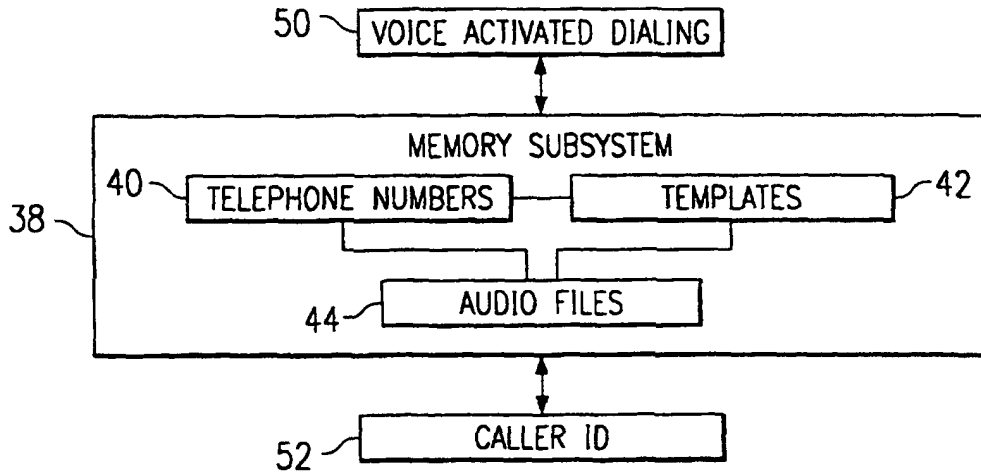 50 VOICE ACTIVATED DIALING
MEMORY SUBSYSTEM
40 TELEPHONE NUMBERS TEMPLATES 42
38
44 AUDIO FILES
52 CALLER ID